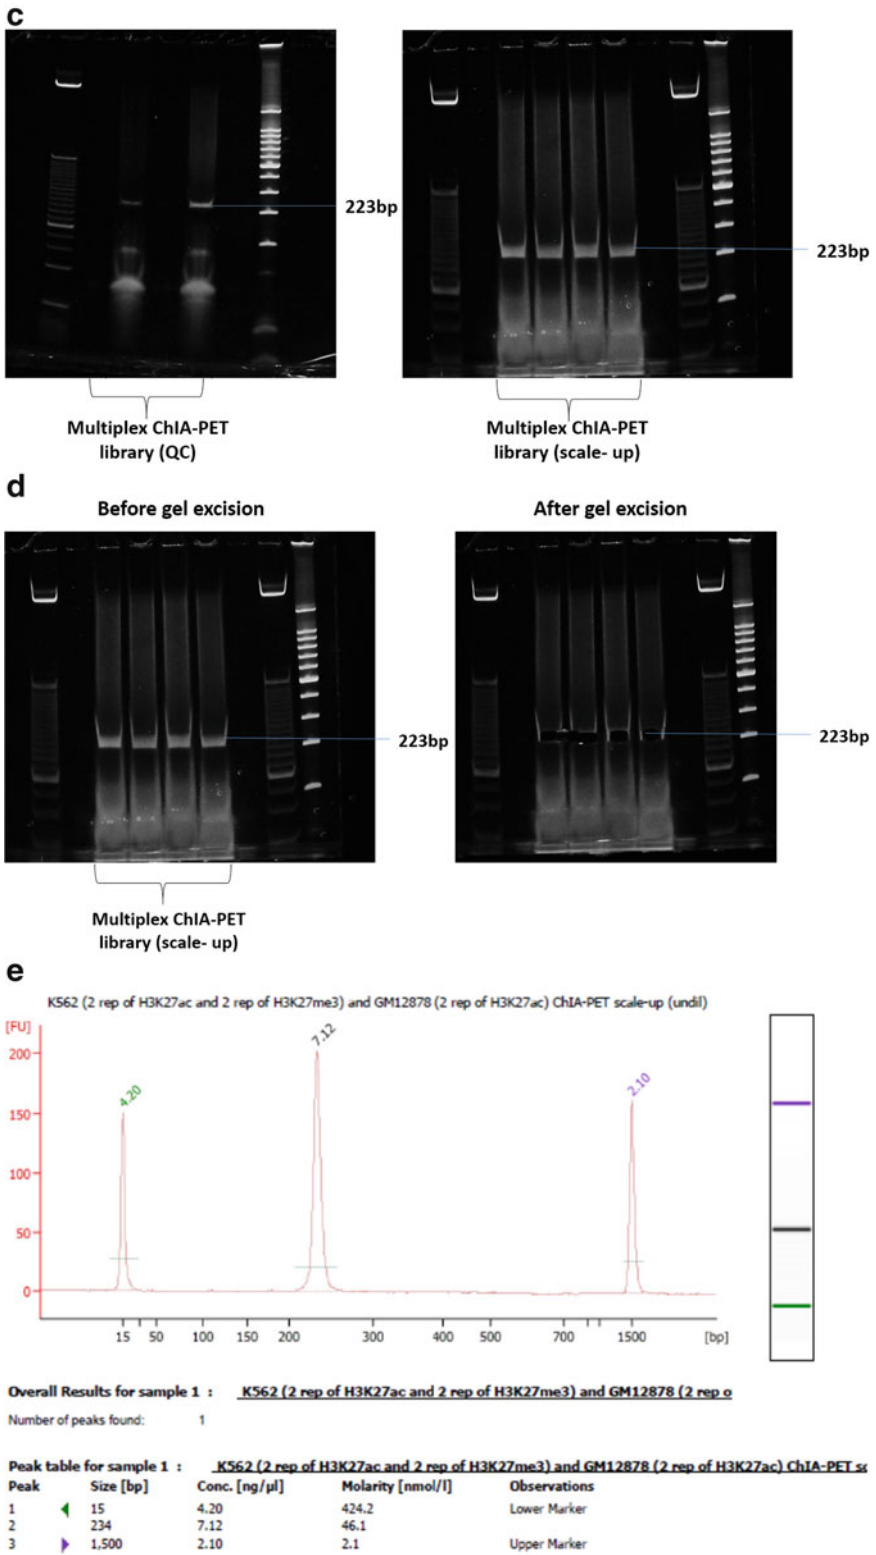 c
223bp
223bp
Multiplex ChIA-PET
library (QC)
Multiplex ChIA-PET
library (scale- up)
d
Before gel excision
After gel excision
223bp
223bp
Multiplex ChIA-PET
library (scale- up)
e
K562 (2 rep of H3K27ac and 2 rep of H3K27me3) and GM12878 (2 rep of H3K27ac) ChIA-PET scale-up (undil)
[FU]
200
150
100
50
0
4.20
7.12
2.10
15 50 100 150 200 300 400 500 700 1500 [bp]
Overall Results for sample 1 : K562 (2 rep of H3K27ac and 2 rep of H3K27me3) and GM12878 (2 rep o
Number of peaks found: 1
Peak table for sample 1 : K562 (2 rep of H3K27ac and 2 rep of H3K27me3) and GM12878 (2 rep of H3K27ac) ChIA-PET sc
Peak Size [bp] Conc. [ng/µl] Molarity [nmol/l] Observations
1 15 4.20 424.2 Lower Marker
2 234 7.12 46.1
3 1,500 2.10 2.1 Upper Marker